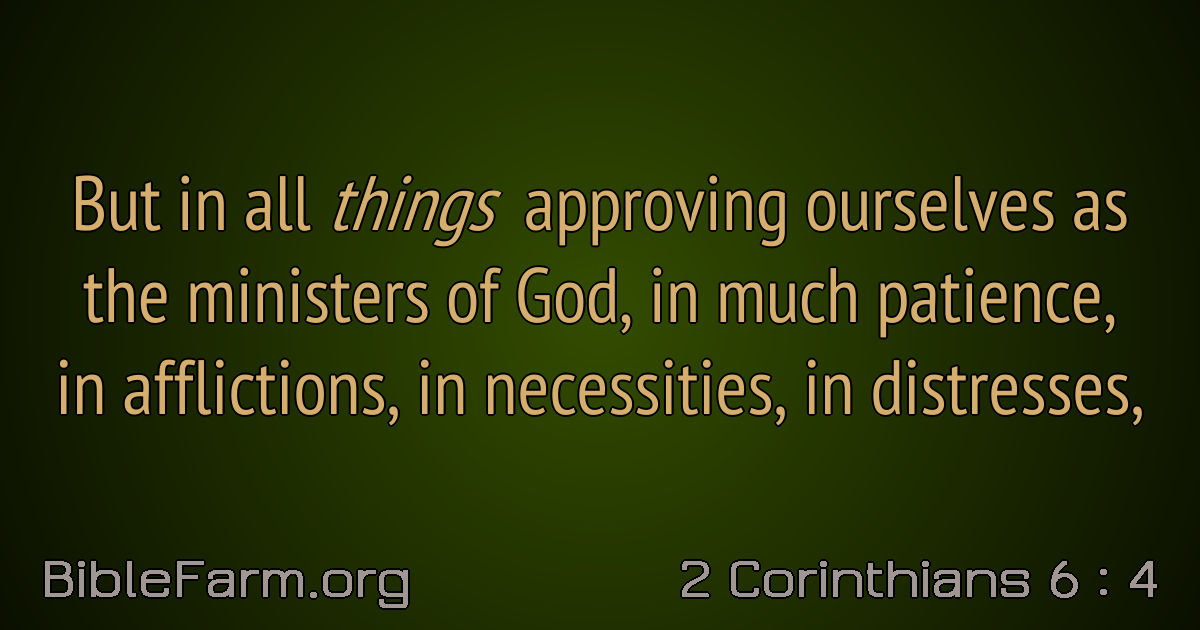 But in all things approving ourselves as
the ministers of God, in much patience,
in afflictions, in necessities, in distresses,
BibleFarm.org
2 Corinthians 6 : 4